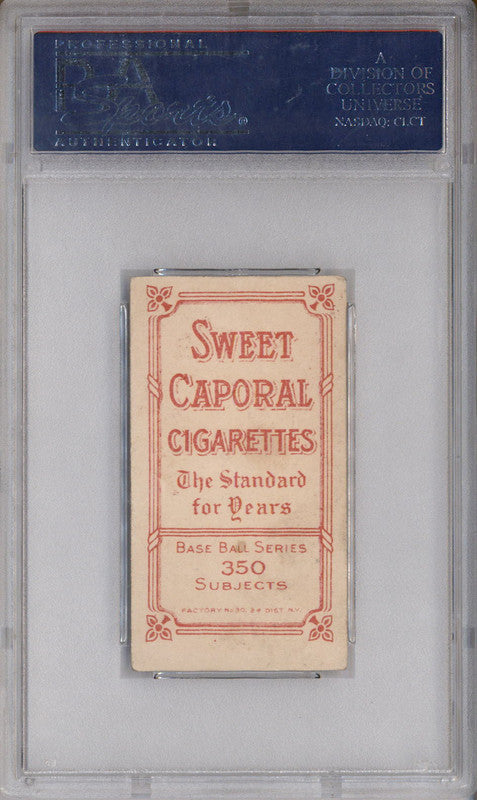 PROFESSIONAL
PSA
Sports
AUTHENTICATOR
A
DIVISION OF
COLLECTORS
UNIVERSE
NASDAQ: CLCT
SWEET
CAPORAL
CIGARETTES
The Standard
for Years
BASE BALL SERIES
350
SUBJECTS
FACTORY No 30, 2d DIST. N.Y.